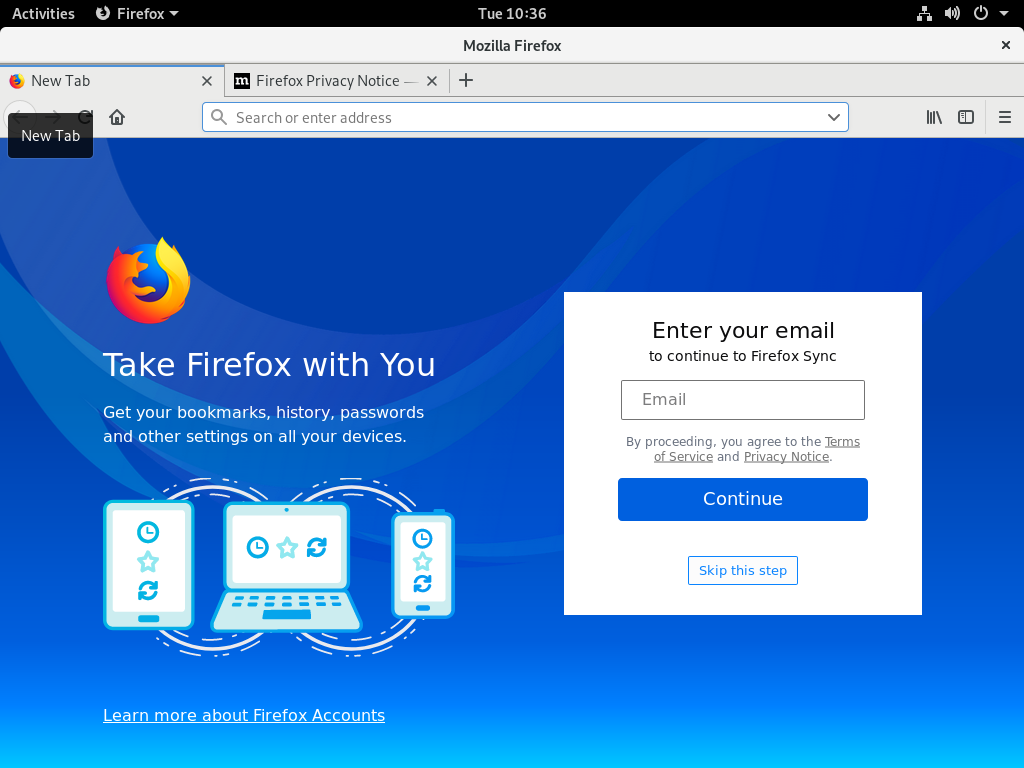 Activities Firefox Tue 10:36
Mozilla Firefox
New Tab Firefox Privacy Notice —
Search or enter address
New Tab
Take Firefox with You
Get your bookmarks, history, passwords
and other settings on all your devices.
Learn more about Firefox Accounts
Enter your email
to continue to Firefox Sync
Email
By proceeding, you agree to the Terms
of Service and Privacy Notice.
Continue
Skip this step